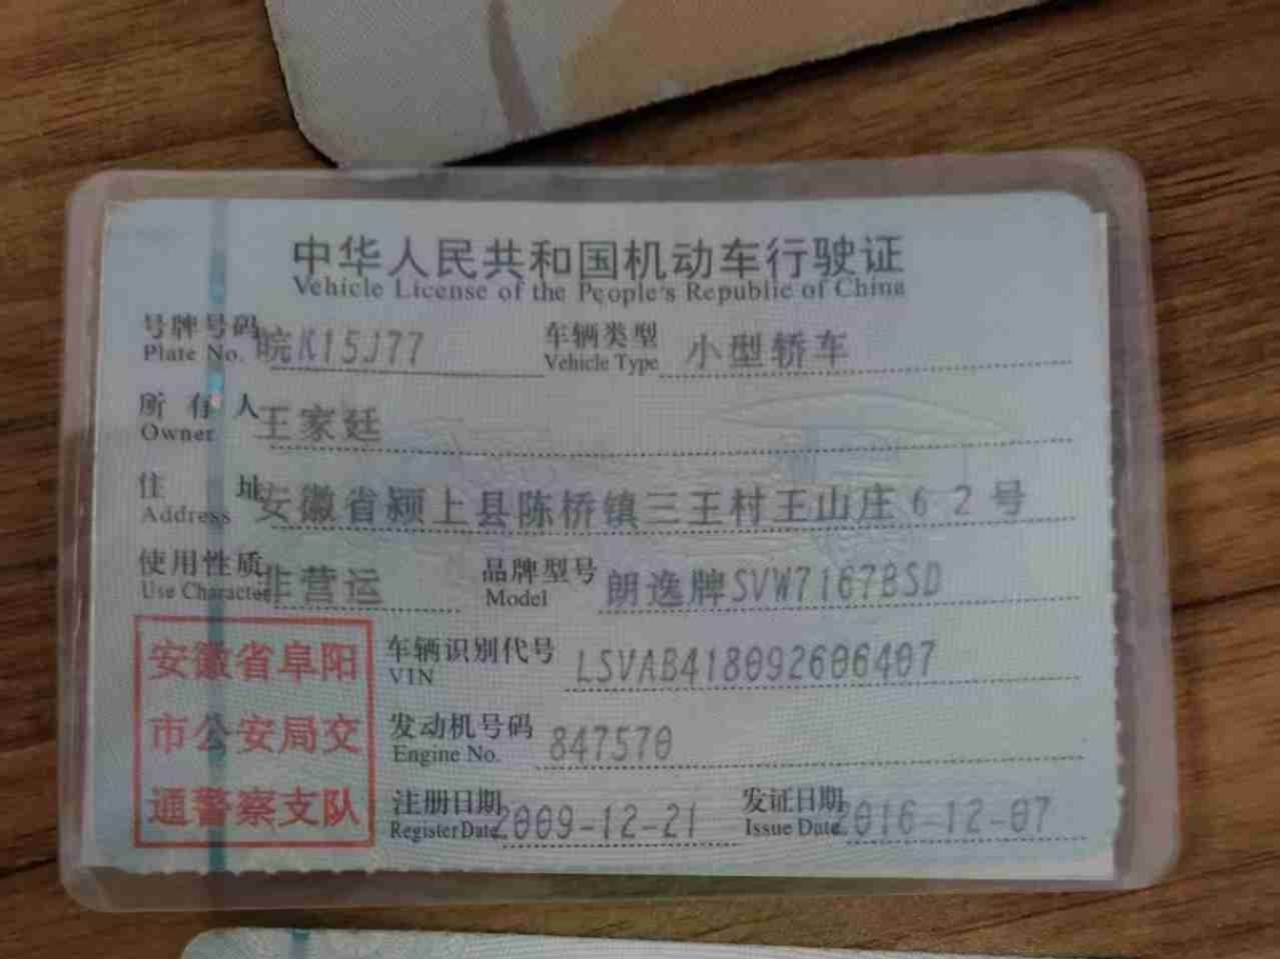 中华人民共和国机动车行驶证
Vehicle License of the People's Republic of China
号牌号码 皖K15J77 车辆类型 小型轿车
Plate No. Vehicle Type
所有人 王家廷
Owner
住址 安徽省颍上县陈桥镇三王村王山庄62号
Address
使用性质 非营运 品牌型号 朗逸牌SVW7167BSD
Use Character Model
安徽省阜阳
市公安局交
通警察支队
车辆识别代号 LSVAB418092606407
VIN
发动机号码 847570
Engine No.
注册日期 2009-12-21 发证日期 2016-12-07
Register Date Issue Date